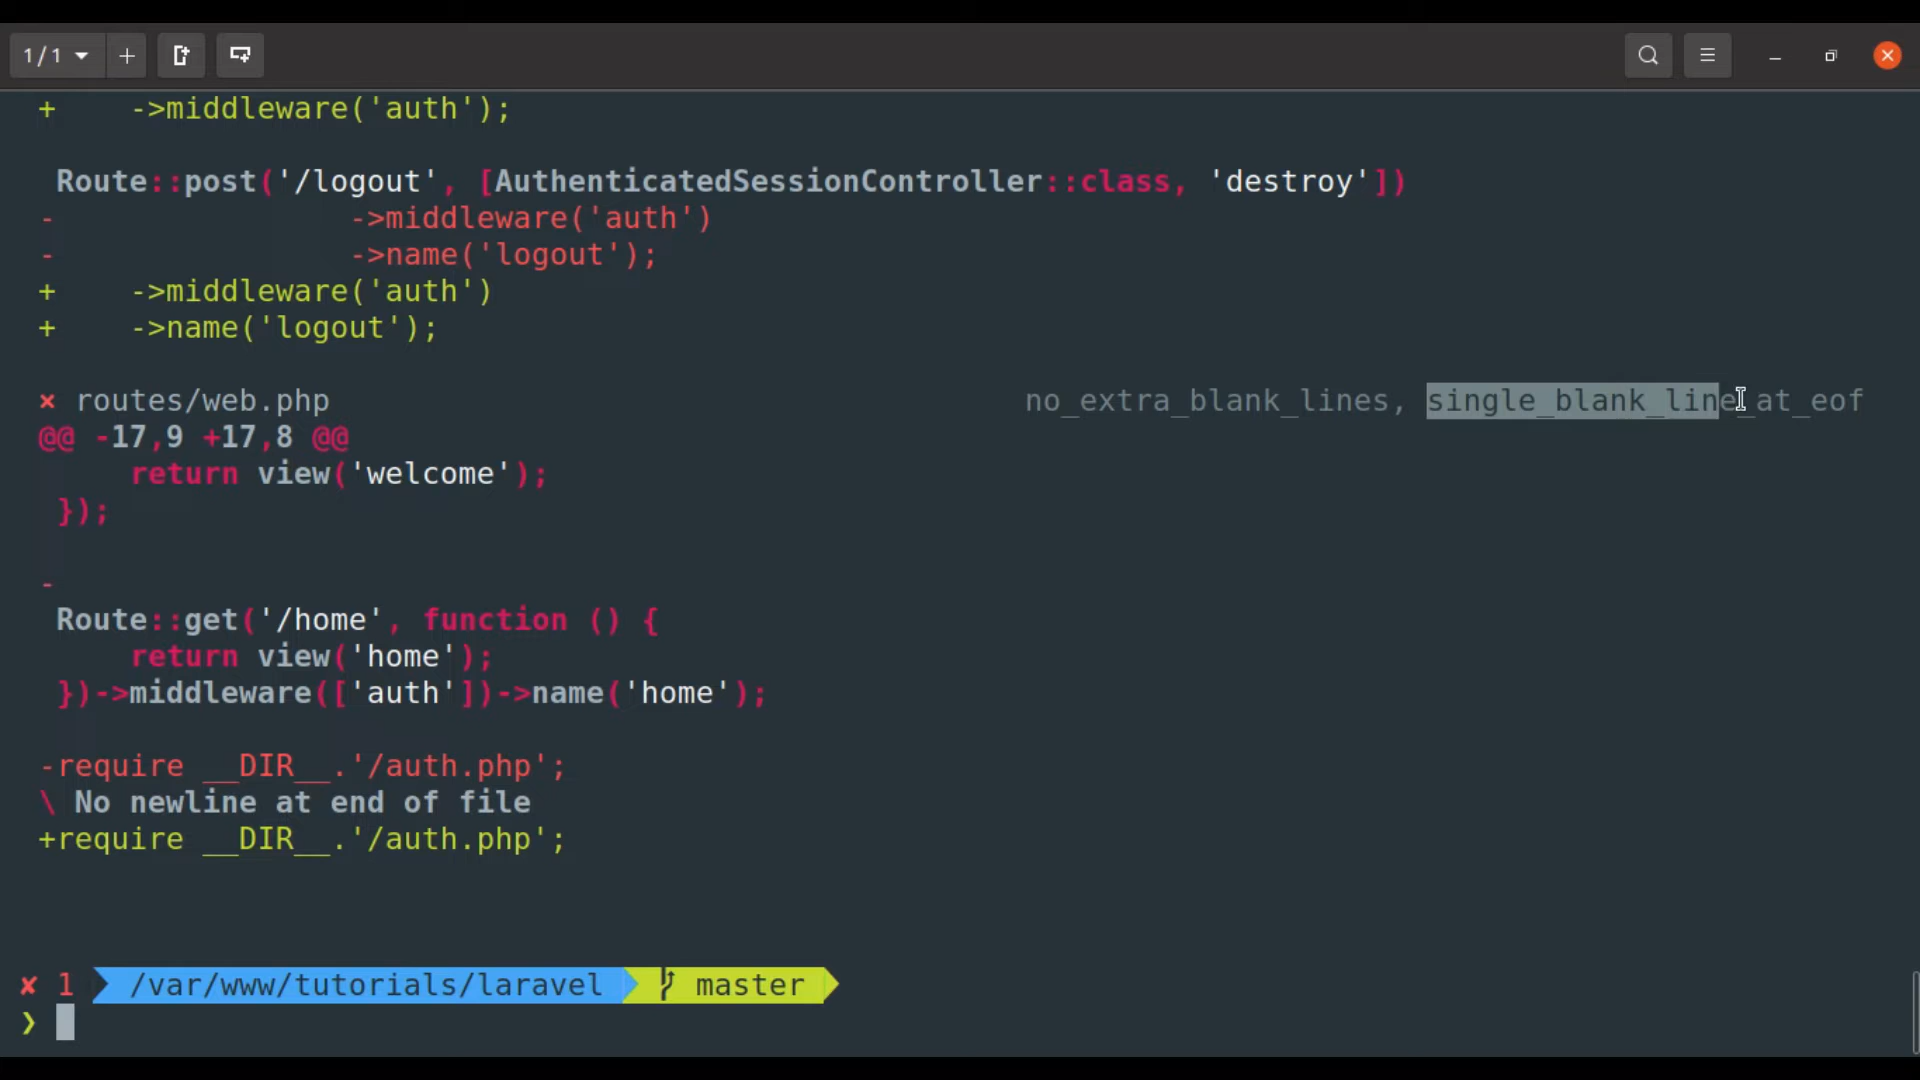 1/1
+    ->middleware('auth');
Route::post('/logout', [AuthenticatedSessionController::class, 'destroy'])
-                ->middleware('auth')
-                ->name('logout');
+    ->middleware('auth')
+    ->name('logout');
× routes/web.php no_extra_blank_lines, single_blank_line_at_eof
@@ -17,9 +17,8 @@
     return view('welcome');
 });
-
 Route::get('/home', function () {
     return view('home');
 })->middleware(['auth'])->name('home');
-require __DIR__.'/auth.php';
\ No newline at end of file
+require __DIR__.'/auth.php';
✘ 1 /var/www/tutorials/laravel master
❯